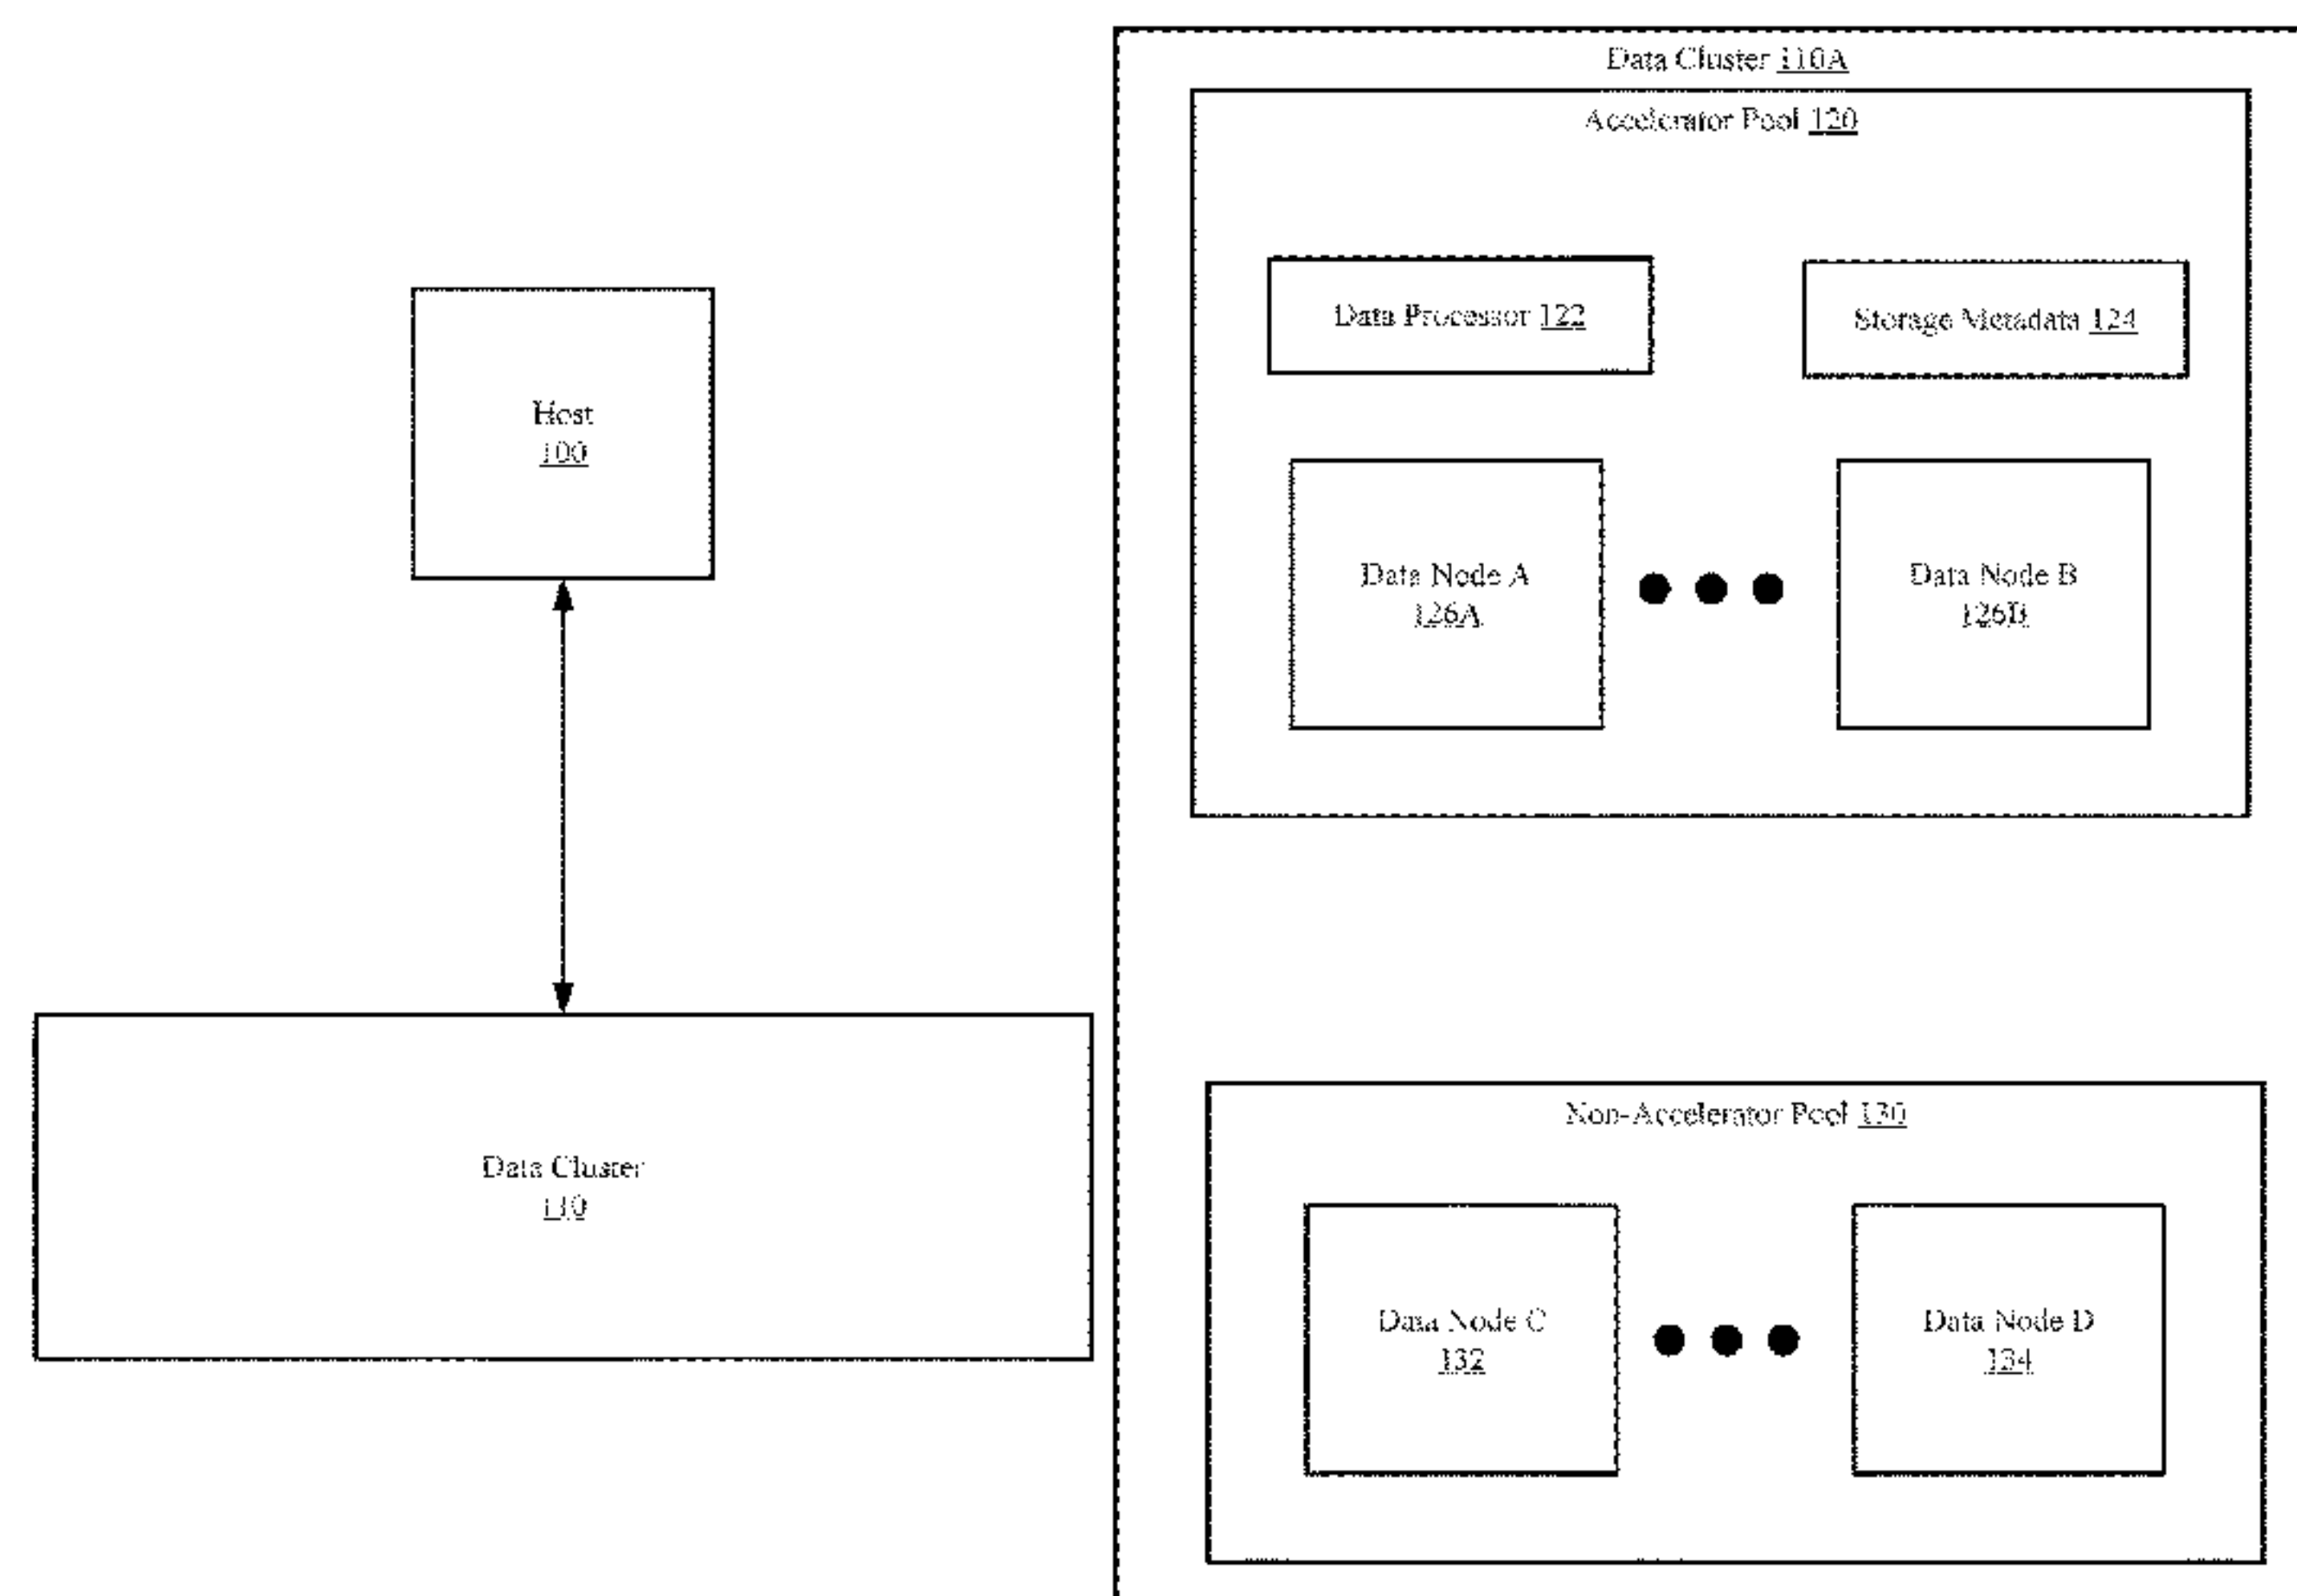 Host
100
Data Cluster
110
Data Cluster 110A
Accelerator Pool 120
Data Processor 122
Storage Metadata 124
Data Node A
126A
Data Node B
126B
Non-Accelerator Pool 130
Data Node C
132
Data Node D
134